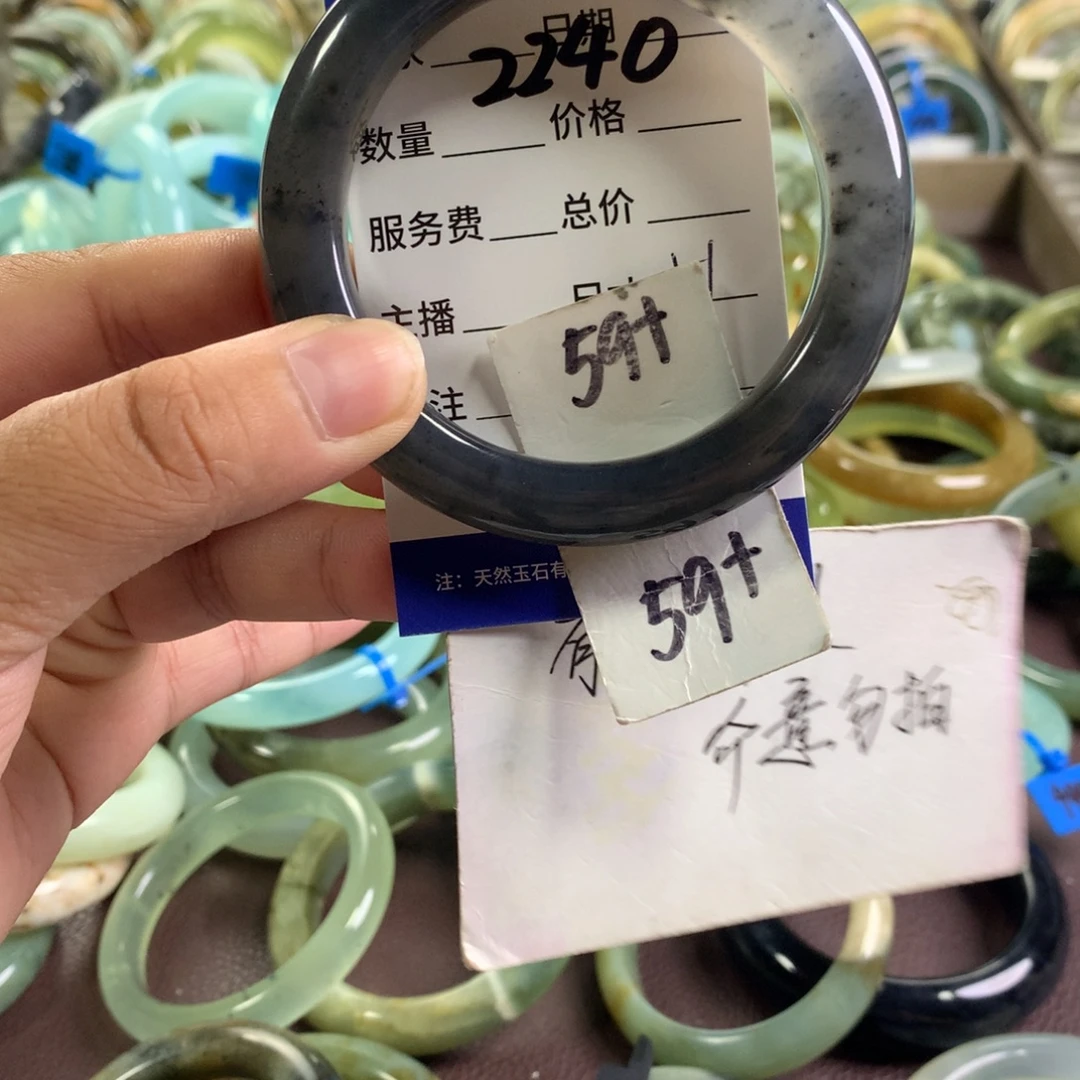 日期
2240
数量 价格
服务费 总价
主播
59+
注
注：天然玉石有
59+
有
介意勿拍